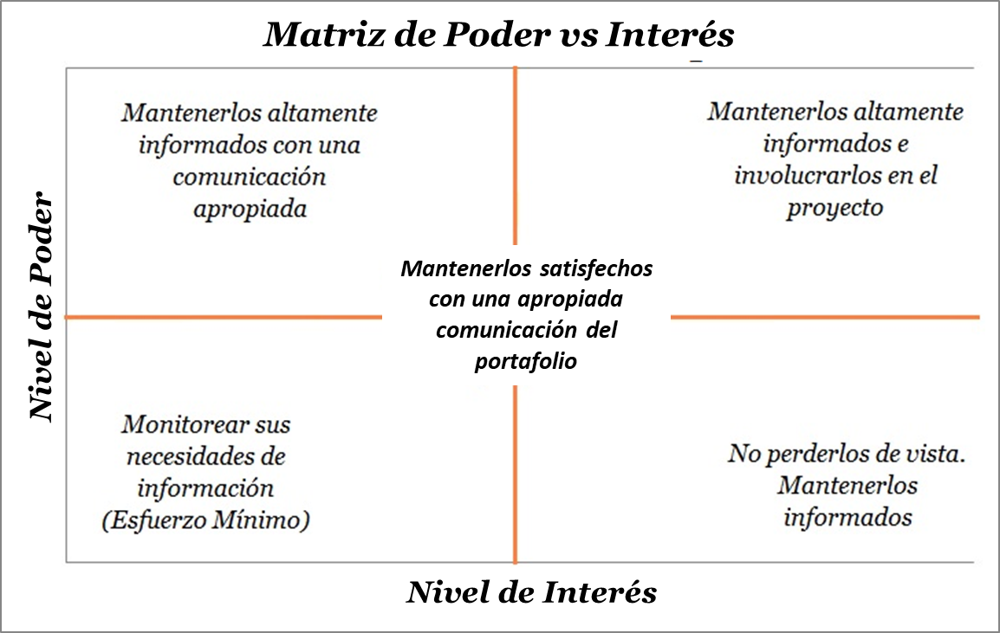 Matriz de Poder vs Interés
Mantenerlos altamente
informados con una
comunicación
apropiada
Mantenerlos altamente
informados e
involucrarlos en el
proyecto
Nivel de Poder
Mantenerlos satisfechos
con una apropiada
comunicación del
portafolio
Monitorear sus
necesidades de
información
(Esfuerzo Mínimo)
No perderlos de vista.
Mantenerlos
informados
Nivel de Interés